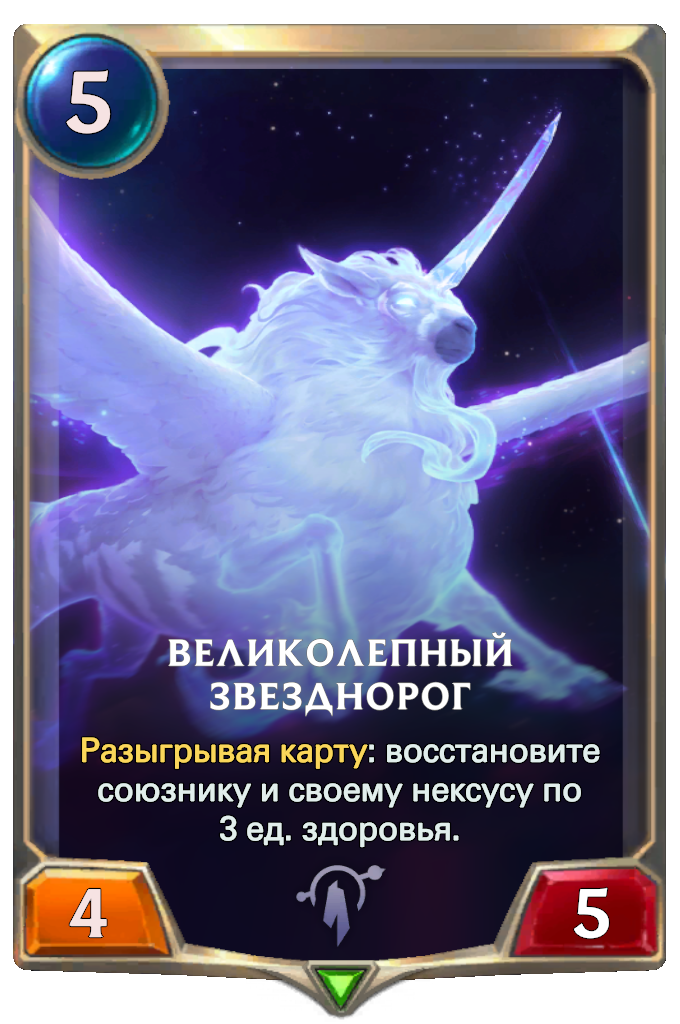 5
ВЕЛИКОЛЕПНЫЙ
ЗВЕЗДНОРОГ
Разыгрывая карту: восстановите
союзнику и своему нексусу по
3 ед. здоровья.
4
5